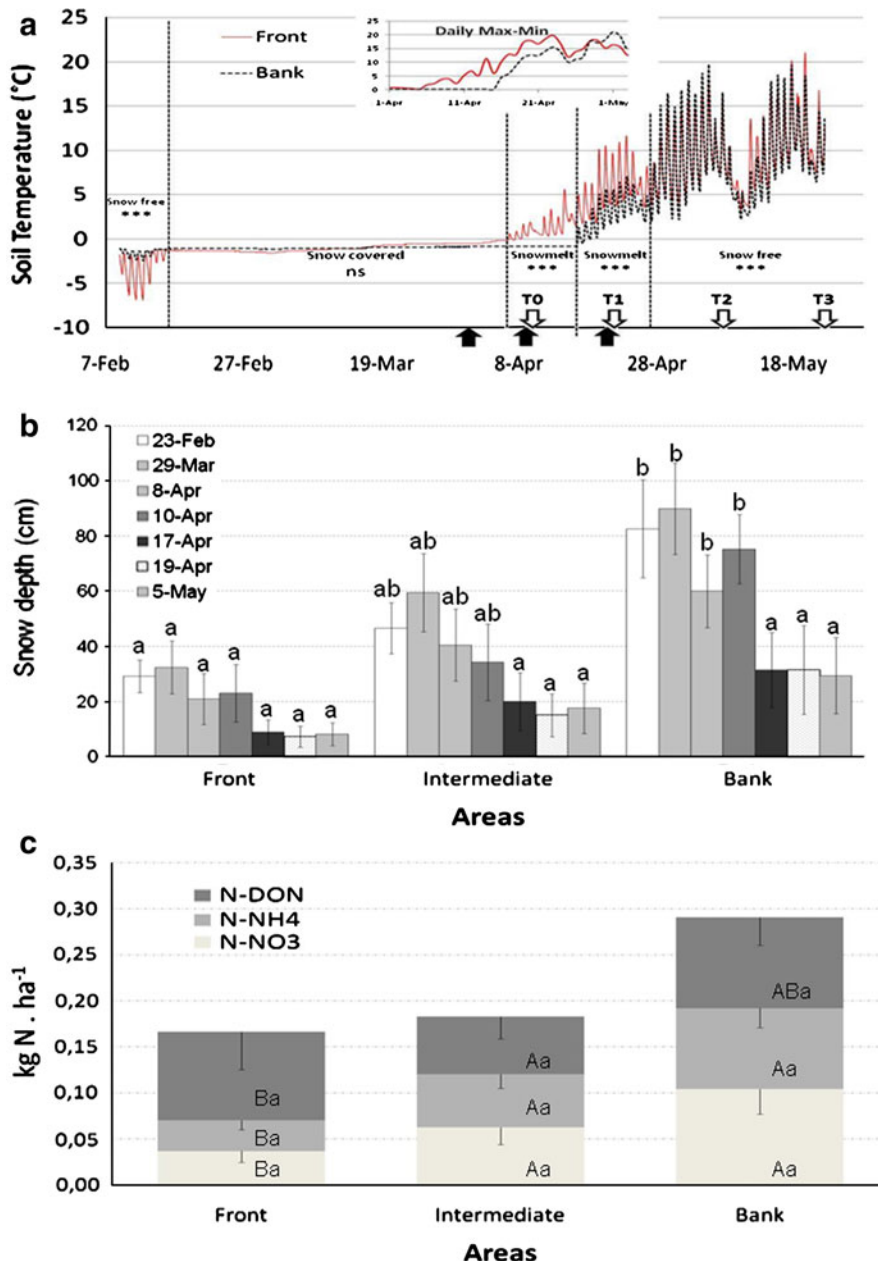 a
Soil Temperature (°C)
25
20
15
10
5
0
-5
-10
Front
Bank
Daily Max-Min
25
20
15
10
5
0
1-Apr
11-Apr
21-Apr
1-May
Snow free
***
Snow covered
ns
Snowmelt
***
Snowmelt
***
Snow free
***
T0
T1
T2
T3
7-Feb
27-Feb
19-Mar
8-Apr
28-Apr
18-May
b
Snow depth (cm)
120
100
80
60
40
20
0
23-Feb
29-Mar
8-Apr
10-Apr
17-Apr
19-Apr
5-May
a a a a a a a
ab ab ab ab a a a
b b b b a a a
Front Intermediate Bank
Areas
c
kg N . ha-1
0,35
0,30
0,25
0,20
0,15
0,10
0,05
0,00
N-DON
N-NH4
N-NO3
Ba
Ba
Ba
Aa
Aa
Aa
ABa
Aa
Aa
Front Intermediate Bank
Areas